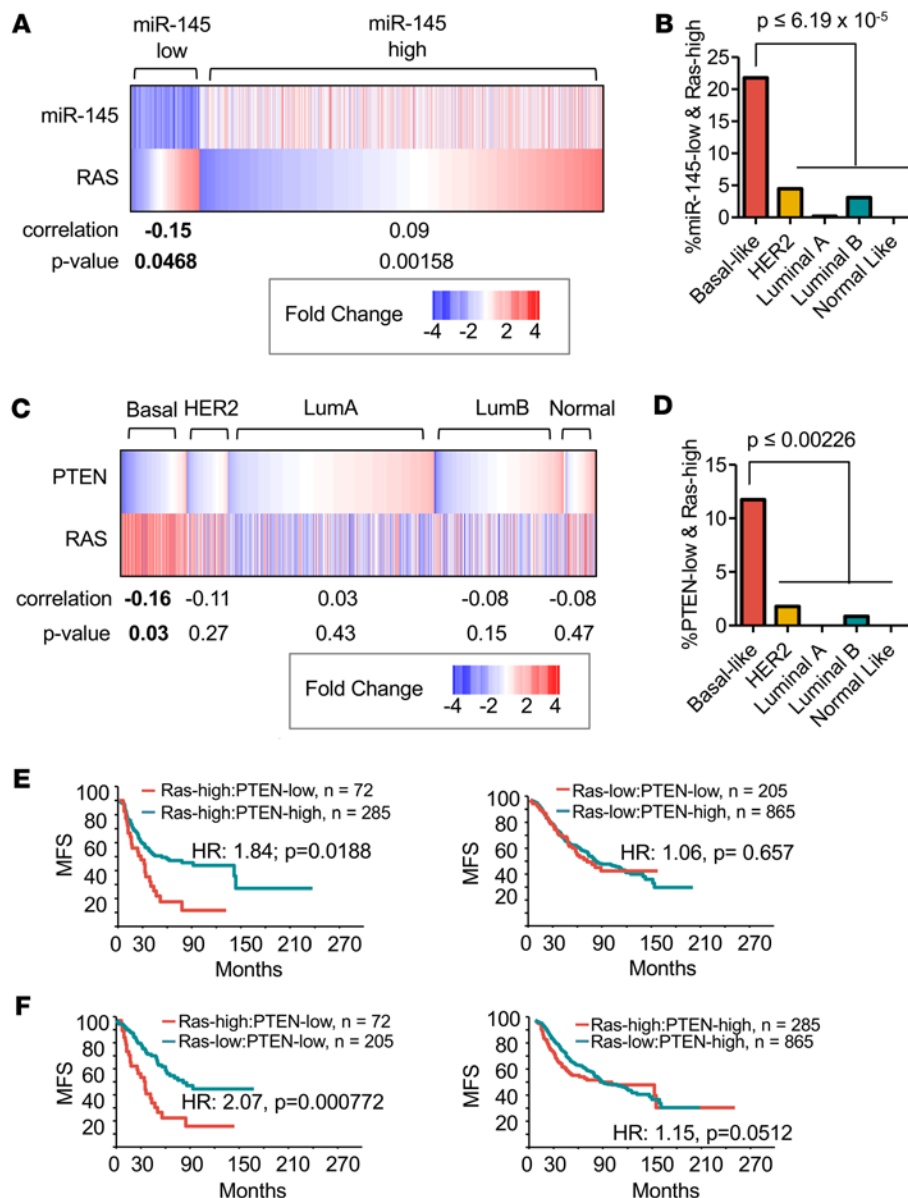 A
miR-145
low
miR-145
high
miR-145
RAS
correlation -0.15 0.09
p-value 0.0468 0.00158
Fold Change
-4 -2 2 4
B
p ≤ 6.19 x 10-5
%miR-145-low & Ras-high
25
20
15
10
5
0
Basal-like
HER2
Luminal A
Luminal B
Normal Like
C
Basal HER2 LumA LumB Normal
PTEN
RAS
correlation -0.16 -0.11 0.03 -0.08 -0.08
p-value 0.03 0.27 0.43 0.15 0.47
Fold Change
-4 -2 2 4
D
p ≤ 0.00226
%PTEN-low & Ras-high
15
10
5
0
Basal-like
HER2
Luminal A
Luminal B
Normal Like
E
MFS
100
80
60
40
20
Ras-high:PTEN-low, n = 72
Ras-high:PTEN-high, n = 285
HR: 1.84; p=0.0188
0 30 90 150 210 270
Months
MFS
100
80
60
40
20
Ras-low:PTEN-low, n = 205
Ras-low:PTEN-high, n = 865
HR: 1.06, p= 0.657
0 30 90 150 210 270
Months
F
MFS
100
80
60
40
20
Ras-high:PTEN-low, n = 72
Ras-low:PTEN-low, n = 205
HR: 2.07, p=0.000772
0 30 90 150 210 270
Months
MFS
100
80
60
40
20
Ras-high:PTEN-high, n = 285
Ras-low:PTEN-high, n = 865
HR: 1.15, p=0.0512
0 30 90 150 210 270
Months